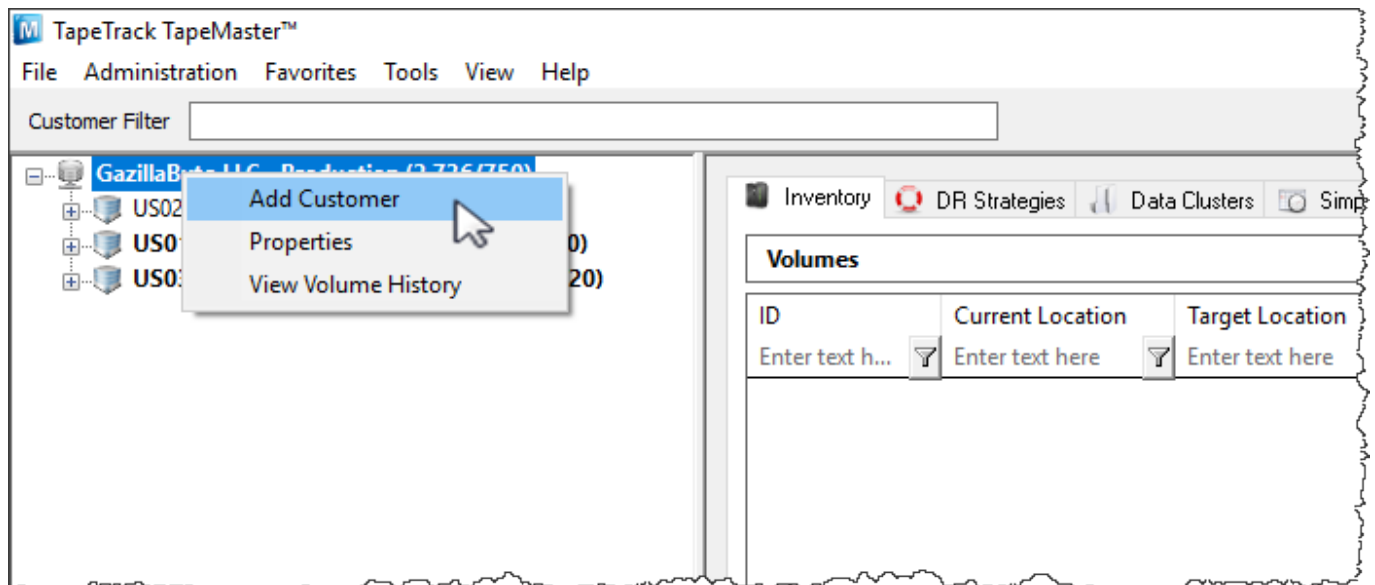 TapeTrack TapeMaster™
File Administration Favorites Tools View Help
Customer Filter
Add Customer
US02
Properties
US0 0)
View Volume History
US03 20)
Inventory DR Strategies Data Clusters
Volumes
ID Current Location Target Location
Enter text h... Enter text here Enter text here